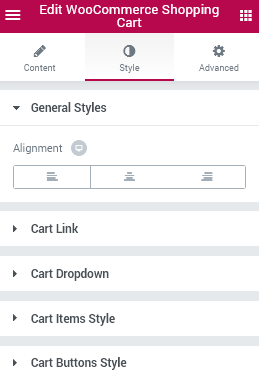 Edit WooCommerce Shopping
Cart
Content Style Advanced
General Styles
Alignment
Cart Link
Cart Dropdown
Cart Items Style
Cart Buttons Style